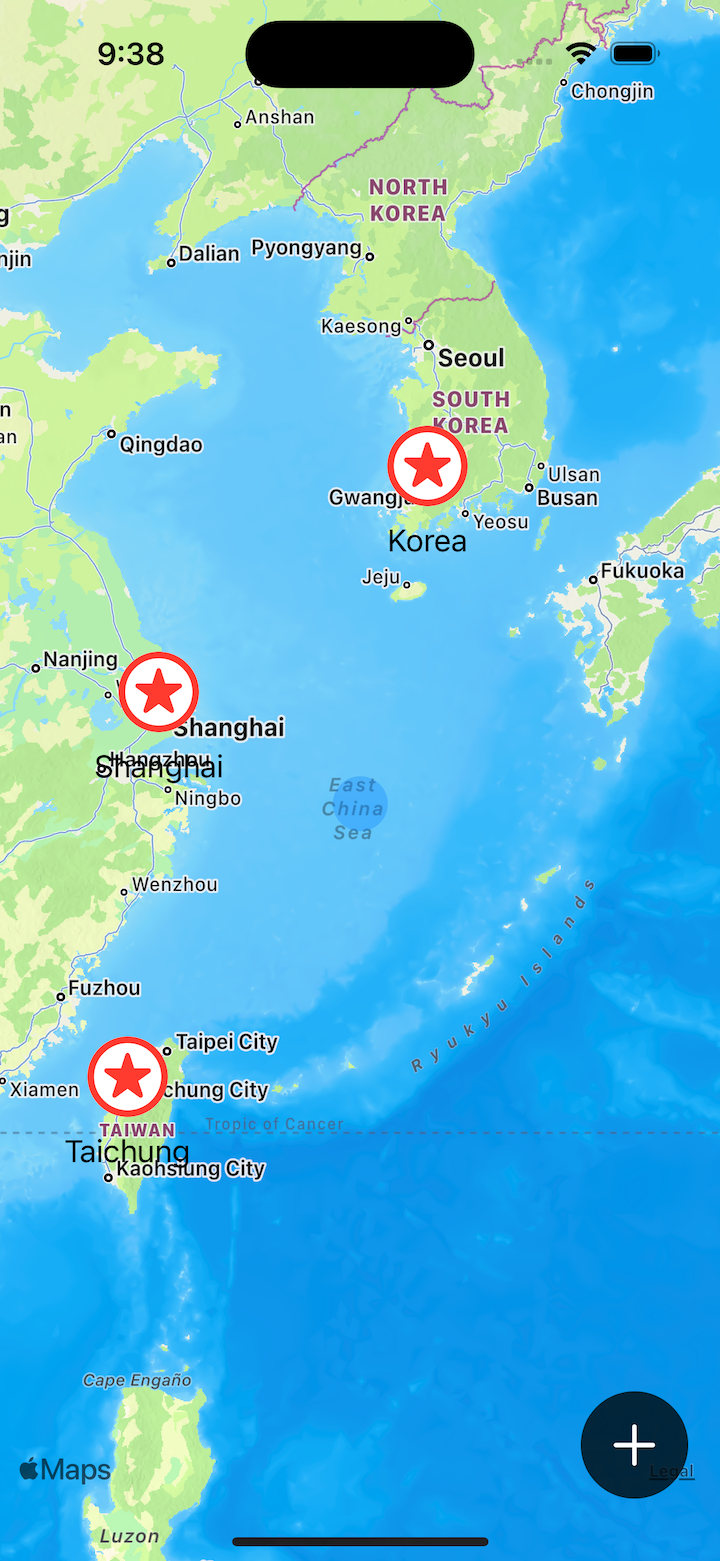 9:38
Chongjin
Anshan
NORTH
KOREA
Pyongyang
Dalian
Kaesong
Seoul
SOUTH
KOREA
Qingdao
Ulsan
Busan
Yeosu
Korea
Fukuoka
Jeju
Nanjing
Shanghai
Hangzhou
Shanghai
East
China
Sea
Ningbo
Wenzhou
Ryukyu Islands
Fuzhou
Taipei City
Xiamen
chung City
Tropic of Cancer
TAIWAN
Taichung
Kaohsiung City
Cape Engaño
Maps
Legal
Luzon